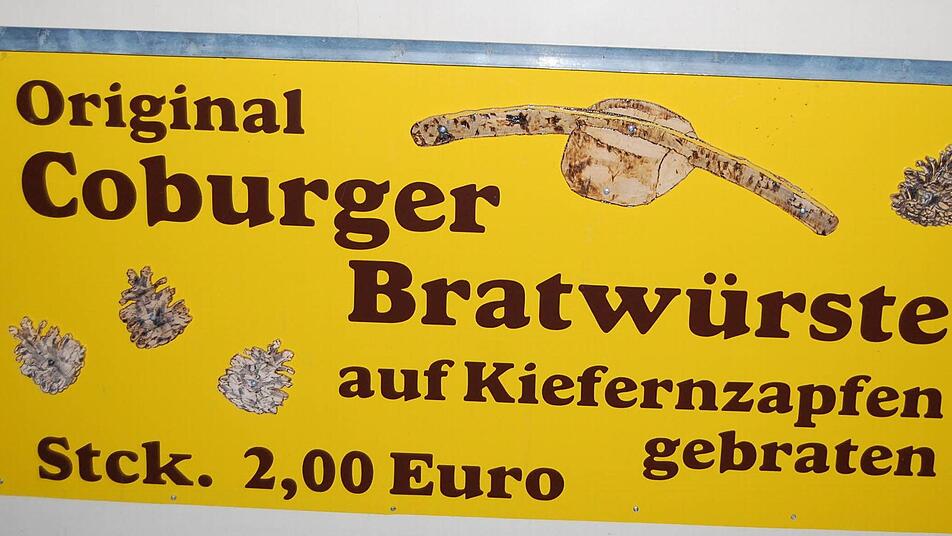 Original
Coburger
Bratwürste
auf Kiefernzapfen
gebraten
Stck. 2,00 Euro